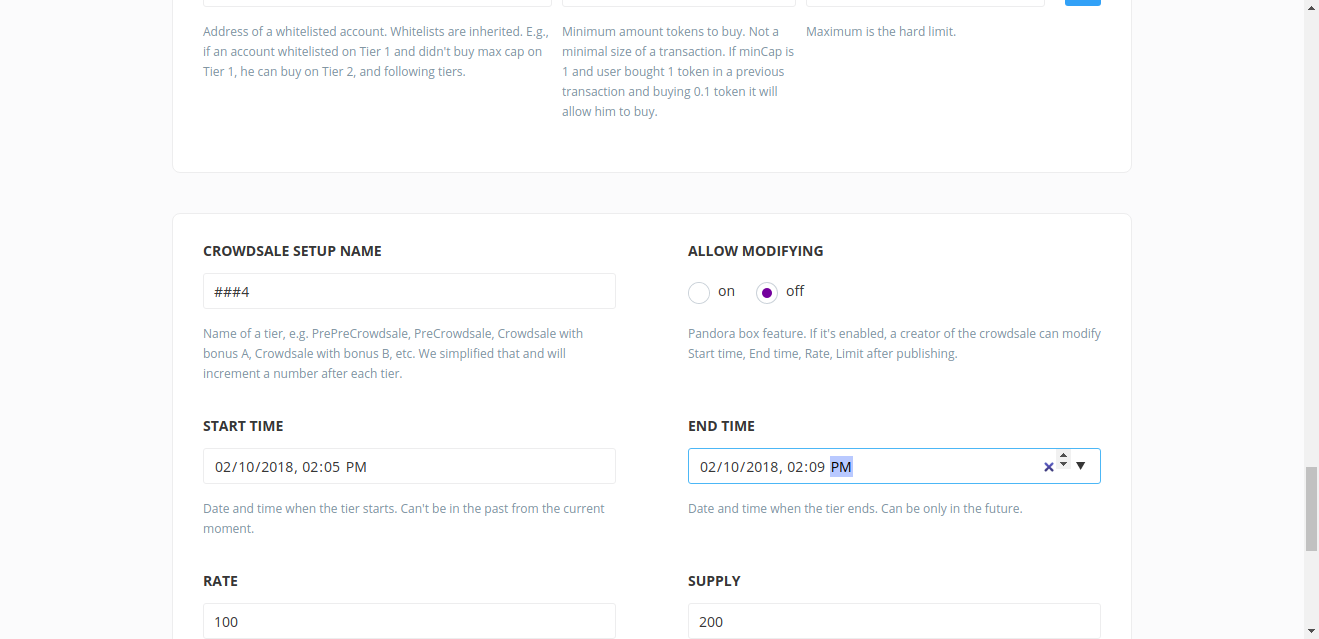 Address of a whitelisted account. Whitelists are inherited. E.g.,
if an account whitelisted on Tier 1 and didn't buy max cap on
Tier 1, he can buy on Tier 2, and following tiers.
Minimum amount tokens to buy. Not a
minimal size of a transaction. If minCap is
1 and user bought 1 token in a previous
transaction and buying 0.1 token it will
allow him to buy.
Maximum is the hard limit.
CROWDSALE SETUP NAME
###4
Name of a tier, e.g. PrePreCrowdsale, PreCrowdsale, Crowdsale with
bonus A, Crowdsale with bonus B, etc. We simplified that and will
increment a number after each tier.
ALLOW MODIFYING
on off
Pandora box feature. If it's enabled, a creator of the crowdsale can modify
Start time, End time, Rate, Limit after publishing.
START TIME
02/10/2018, 02:05 PM
Date and time when the tier starts. Can't be in the past from the current
moment.
END TIME
02/10/2018, 02:09 PM
Date and time when the tier ends. Can be only in the future.
RATE
100
SUPPLY
200